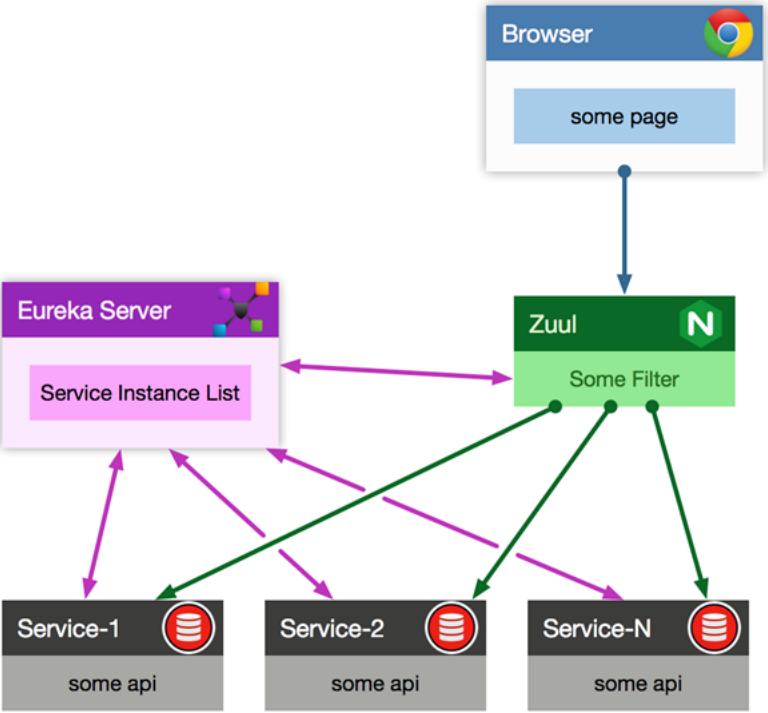 Browser
some page
Eureka Server
Service Instance List
Zuul
N
Some Filter
Service-1
some api
Service-2
some api
Service-N
some api